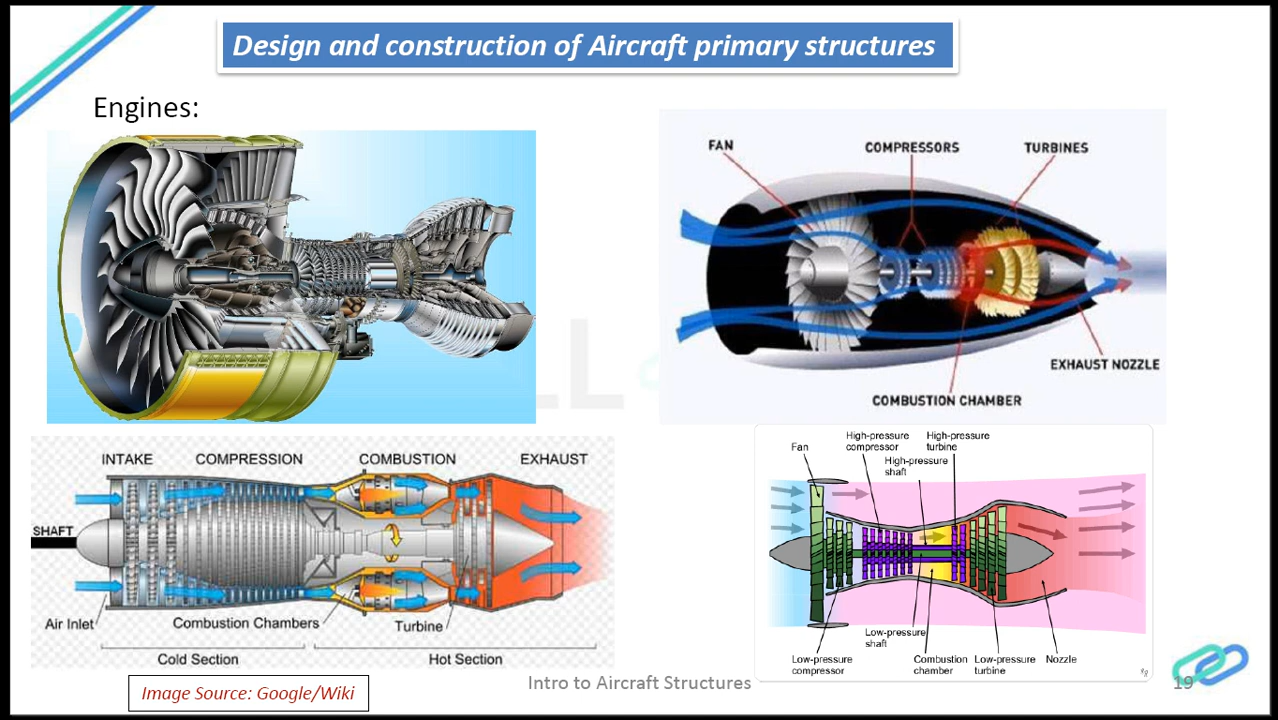 Design and construction of Aircraft primary structures
Engines:
FAN
COMPRESSORS
TURBINES
EXHAUST NOZZLE
COMBUSTION CHAMBER
INTAKE
COMPRESSION
COMBUSTION
EXHAUST
SHAFT
Air Inlet
Combustion Chambers
Turbine
Cold Section
Hot Section
Fan
High-pressure
compressor
High-pressure
turbine
High-pressure
shaft
Low-pressure
shaft
Low-pressure
compressor
Combustion
chamber
Low-pressure
turbine
Nozzle
Image Source: Google/Wiki
Intro to Aircraft Structures
19